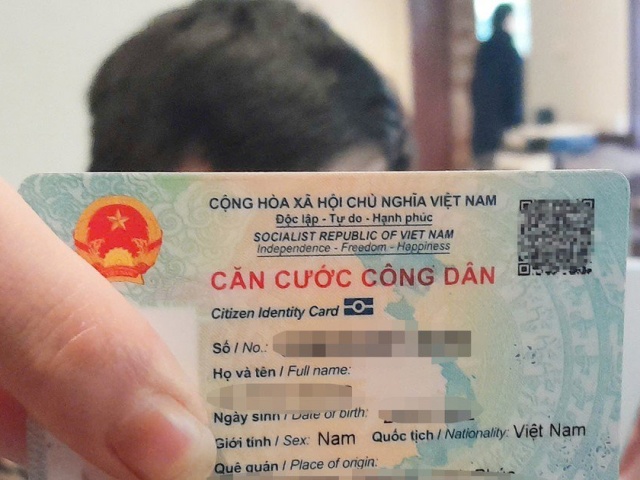 CỘNG HÒA XÃ HỘI CHỦ NGHĨA VIỆT NAM
Độc lập - Tự do - Hạnh phúc
SOCIALIST REPUBLIC OF VIET NAM
Independence - Freedom - Happiness
CĂN CƯỚC CÔNG DÂN
Citizen Identity Card
Số / No.:
Họ và tên / Full name:
Ngày sinh / Date of birth:
Giới tính / Sex: Nam Quốc tịch / Nationality: Việt Nam
Quê quán / Place of origin: